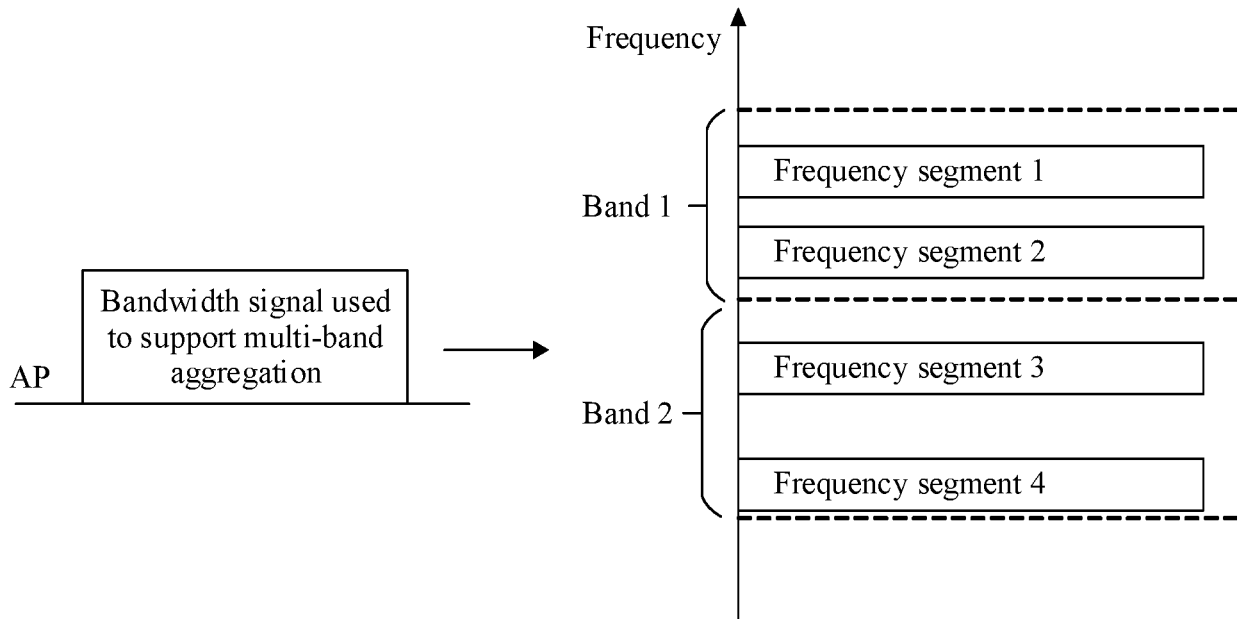 Frequency
Frequency segment 1
Band 1
Frequency segment 2
Bandwidth signal used
to support multi-band
aggregation
AP
Frequency segment 3
Band 2
Frequency segment 4